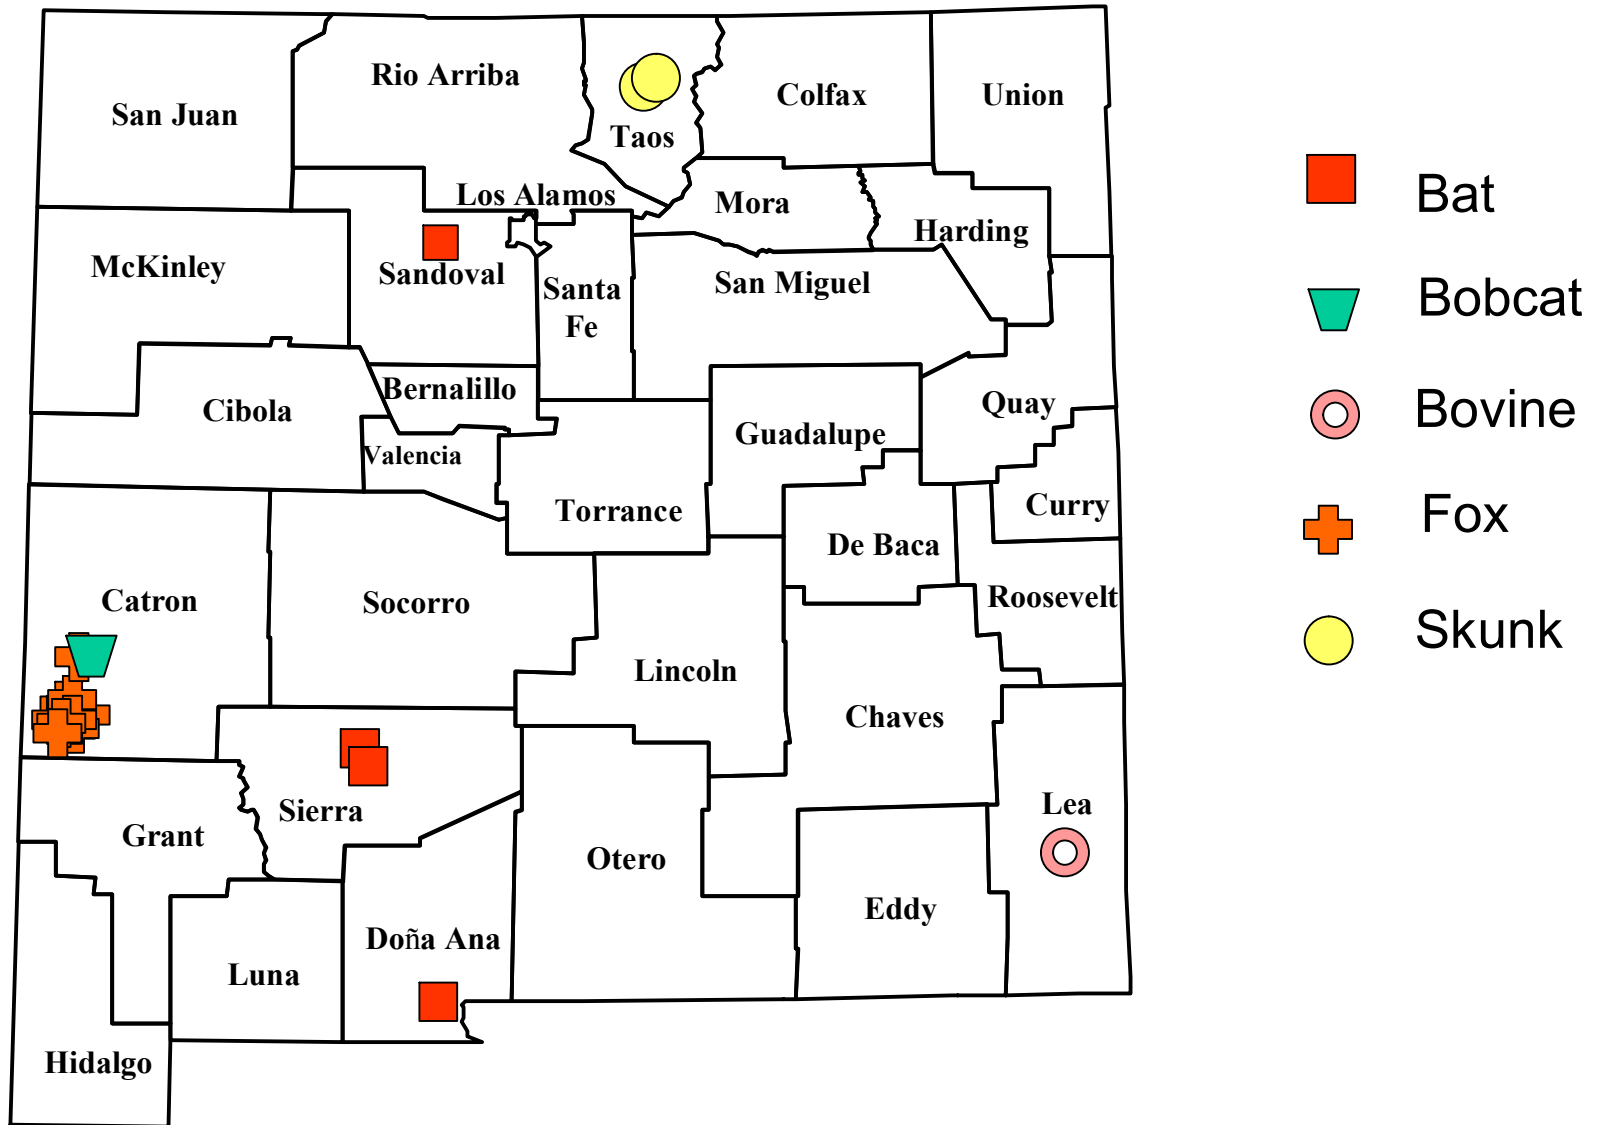 San Juan
Rio Arriba
Taos
Colfax
Union
Los Alamos
Mora
Harding
McKinley
Sandoval
Santa
Fe
San Miguel
Bernalillo
Cibola
Valencia
Guadalupe
Quay
Torrance
Curry
De Baca
Catron
Socorro
Roosevelt
Lincoln
Chaves
Sierra
Grant
Otero
Lea
Eddy
Doña Ana
Luna
Hidalgo
Bat
Bobcat
Bovine
Fox
Skunk